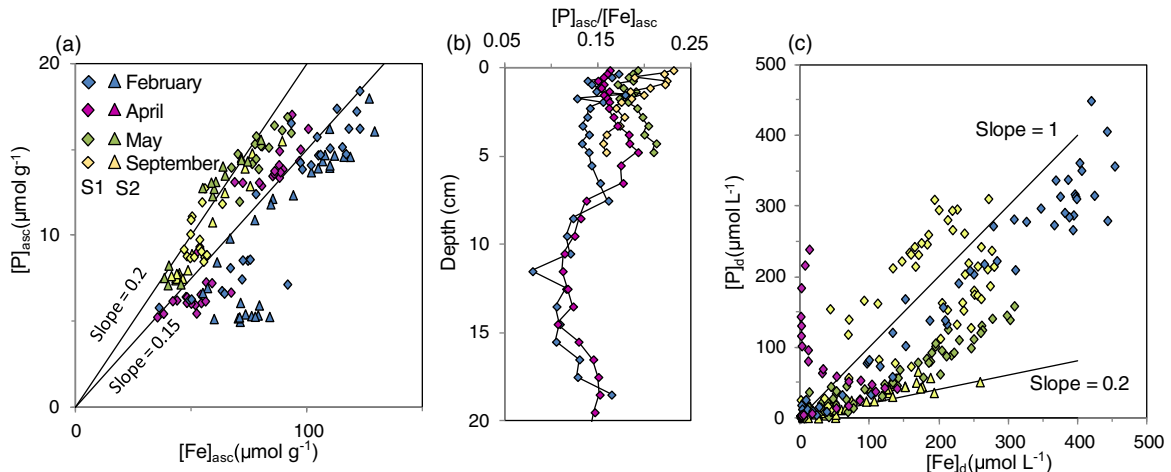 (a)
20
10
0
0
100
[P]asc(µmol g-1)
[Fe]asc(µmol g-1)
February
April
May
September
S1 S2
Slope = 0.2
Slope = 0.15
(b)
[P]asc/[Fe]asc
0.05 0.15 0.25
0
5
10
15
20
Depth (cm)
(c)
500
400
300
200
100
0
0 100 200 300 400 500
[P]d(µmol L-1)
[Fe]d(µmol L-1)
Slope = 1
Slope = 0.2